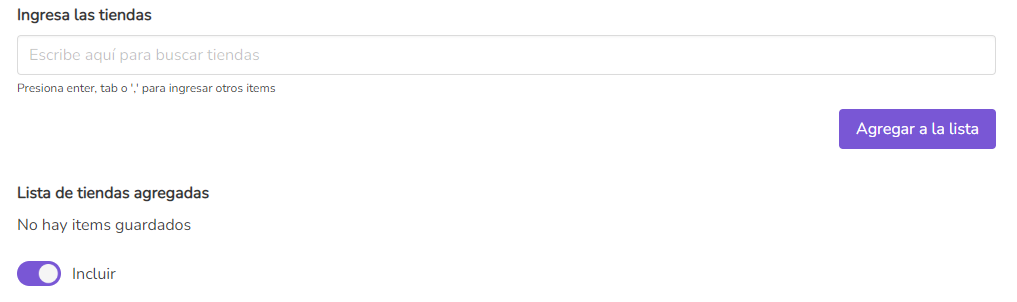 Ingresa las tiendas
Escribe aquí para buscar tiendas
Presiona enter, tab o ',' para ingresar otros items
Agregar a la lista
Lista de tiendas agregadas
No hay items guardados
Incluir